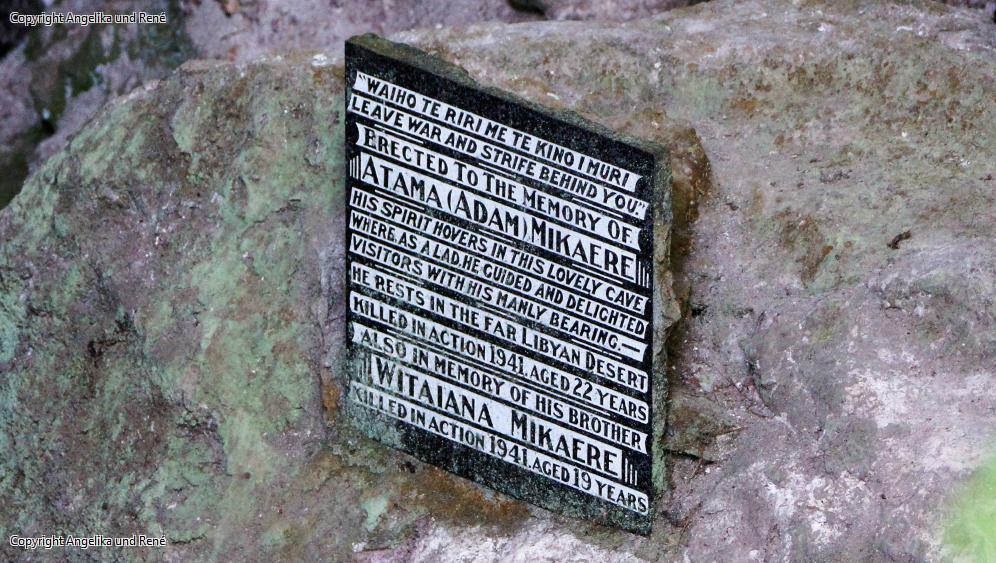 Copyright Angelika und René
"WAIHO TE RIRI ME TE KINO I MURI
LEAVE WAR AND STRIFE BEHIND YOU."
ERECTED TO THE MEMORY OF
ATAMA (ADAM) MIKAERE
HIS SPIRIT HOVERS IN THIS LOVELY CAVE
WHERE, AS A LAD, HE GUIDED AND DELIGHTED
VISITORS WITH HIS MANLY BEARING.—
HE RESTS IN THE FAR LIBYAN DESERT
KILLED IN ACTION 1941. AGED 22 YEARS
ALSO IN MEMORY OF HIS BROTHER
WITAIANA MIKAERE
KILLED IN ACTION 1941. AGED 19 YEARS
Copyright Angelika und René